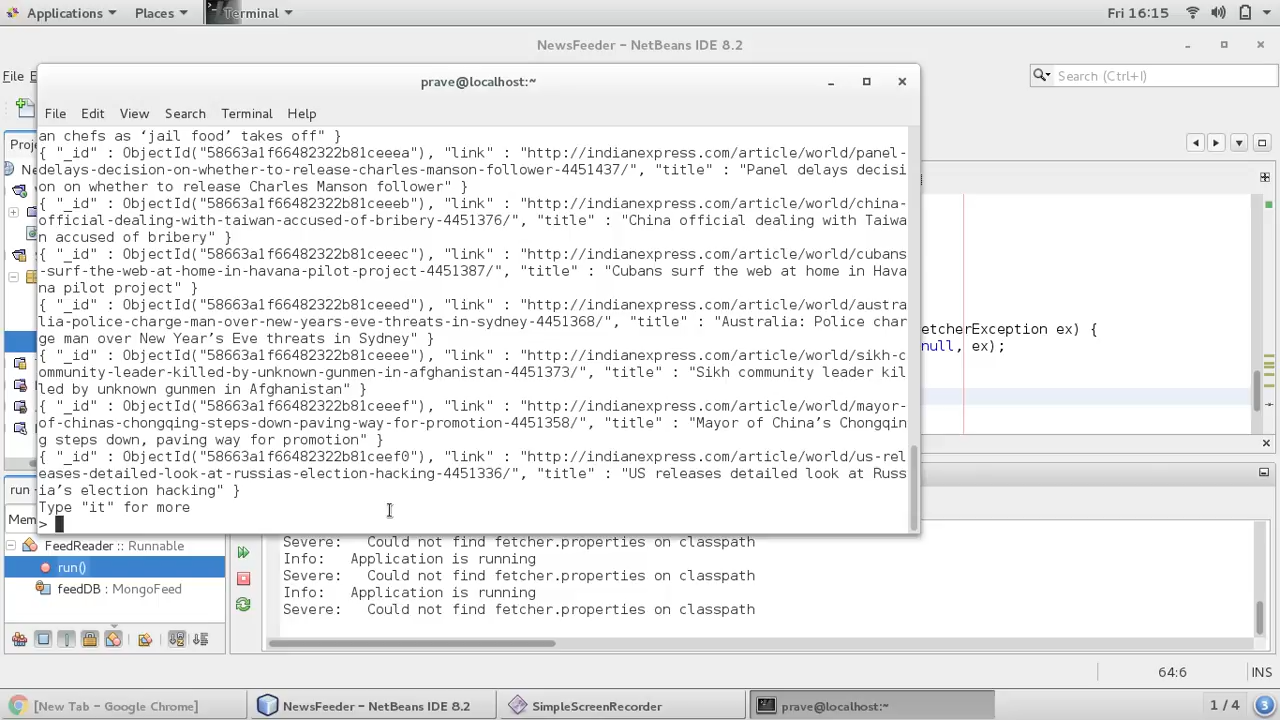 Applications Places Terminal Fri 16:15
NewsFeeder – NetBeans IDE 8.2
File E Search (Ctrl+I)
prave@localhost:~
File Edit View Search Terminal Help
an chefs as ‘jail food’ takes off" }
{ "_id" : ObjectId("58663a1f66482322b81ceeea"), "link" : "http://indianexpress.com/article/world/panel-
delays-decision-on-whether-to-release-charles-manson-follower-4451437/", "title" : "Panel delays decisi
on on whether to release Charles Manson follower" }
{ "_id" : ObjectId("58663a1f66482322b81ceeeb"), "link" : "http://indianexpress.com/article/world/china-
official-dealing-with-taiwan-accused-of-bribery-4451376/", "title" : "China official dealing with Taiwa
n accused of bribery" }
{ "_id" : ObjectId("58663a1f66482322b81ceeec"), "link" : "http://indianexpress.com/article/world/cubans
-surf-the-web-at-home-in-havana-pilot-project-4451387/", "title" : "Cubans surf the web at home in Hava
na pilot project" }
{ "_id" : ObjectId("58663a1f66482322b81ceeed"), "link" : "http://indianexpress.com/article/world/austra
lia-police-charge-man-over-new-years-eve-threats-in-sydney-4451368/", "title" : "Australia: Police char
ge man over New Year’s Eve threats in Sydney" }
{ "_id" : ObjectId("58663a1f66482322b81ceeee"), "link" : "http://indianexpress.com/article/world/sikh-c
ommunity-leader-killed-by-unknown-gunmen-in-afghanistan-4451373/", "title" : "Sikh community leader kil
led by unknown gunmen in Afghanistan" }
{ "_id" : ObjectId("58663a1f66482322b81ceeef"), "link" : "http://indianexpress.com/article/world/mayor-
of-chinas-chongqing-steps-down-paving-way-for-promotion-4451358/", "title" : "Mayor of China’s Chongqin
g steps down, paving way for promotion" }
{ "_id" : ObjectId("58663a1f66482322b81ceef0"), "link" : "http://indianexpress.com/article/world/us-rel
eases-detailed-look-at-russias-election-hacking-4451336/", "title" : "US releases detailed look at Russ
ia’s election hacking" }
Type "it" for more
>
Proje
Ne
etcherException ex) {
null, ex);
run
Mem
FeedReader :: Runnable
run()
feedDB : MongoFeed
Severe: Could not find fetcher.properties on classpath
Info: Application is running
Severe: Could not find fetcher.properties on classpath
Info: Application is running
Severe: Could not find fetcher.properties on classpath
64:6 INS
[New Tab – Google Chrome] NewsFeeder – NetBeans IDE 8.2 SimpleScreenRecorder prave@localhost:~ 1 / 4 3